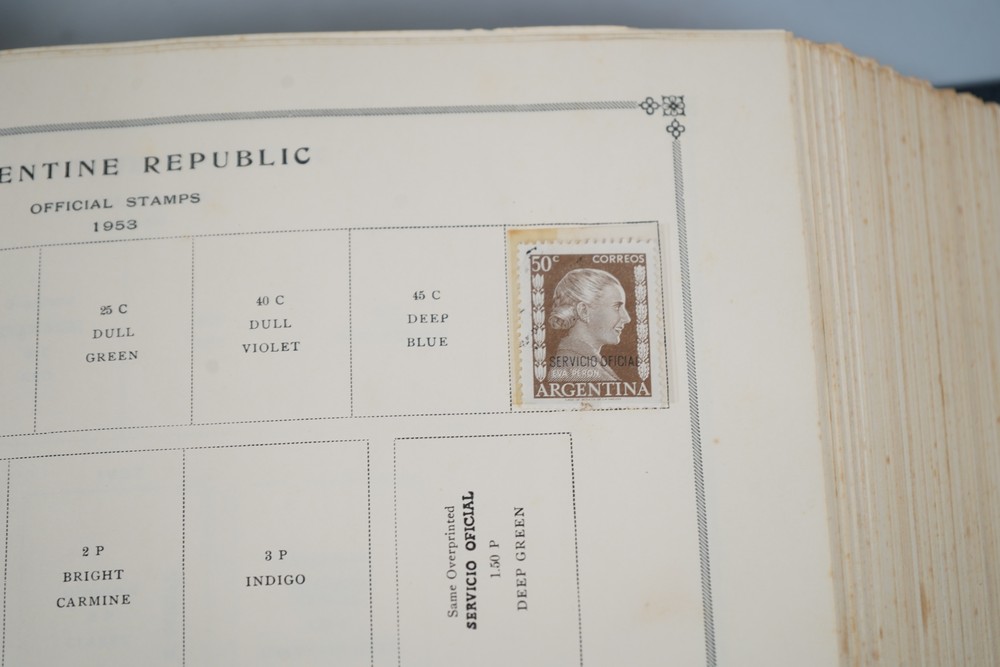 ENTINE REPUBLIC
OFFICIAL STAMPS
1953
25 C
DULL
GREEN
40 C
DULL
VIOLET
45 C
DEEP
BLUE
50 C CORREOS
SERVICIO OFICIAL
EVA PERON
ARGENTINA
2 P
BRIGHT
CARMINE
3 P
INDIGO
Same Overprinted
SERVICIO OFICIAL
1.50 P
DEEP GREEN